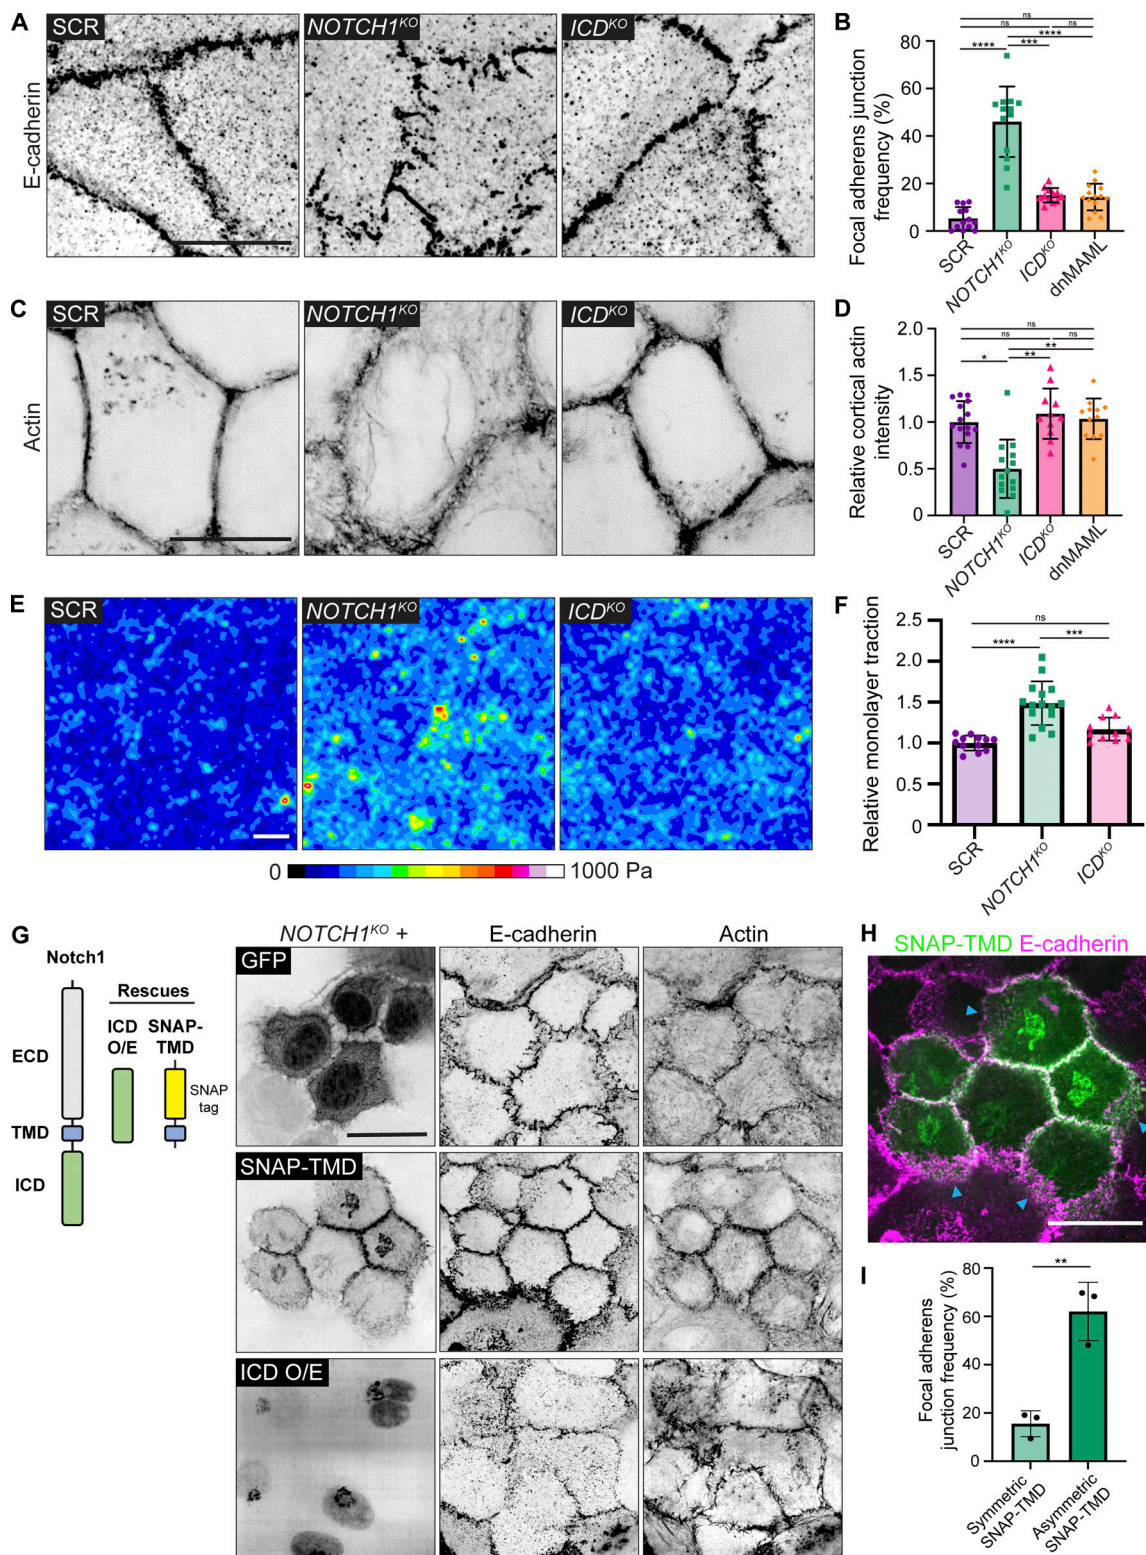 A
SCR
NOTCH1KO
ICDKO
E-cadherin
B
Focal adherens junction
frequency (%)
80
60
40
20
0
ns
ns
ns
****
****
***
SCR
NOTCH1KO
ICDKO
dnMAML
C
SCR
NOTCH1KO
ICDKO
Actin
D
Relative cortical actin
intensity
2.0
1.5
1.0
0.5
0.0
ns
ns
ns
**
*
**
SCR
NOTCH1KO
ICDKO
dnMAML
E
SCR
NOTCH1KO
ICDKO
0
1000 Pa
F
Relative monolayer traction
2.5
2.0
1.5
1.0
0.5
0
ns
****
***
SCR
NOTCH1KO
ICDKO
G
Notch1
Rescues
ICD
O/E
SNAP-
TMD
SNAP
tag
ECD
TMD
ICD
NOTCH1KO +
E-cadherin
Actin
GFP
SNAP-TMD
ICD O/E
H
SNAP-TMD E-cadherin
I
Focal adherens
junction frequency (%)
80
60
40
20
0
**
Symmetric
SNAP-TMD
Asymmetric
SNAP-TMD